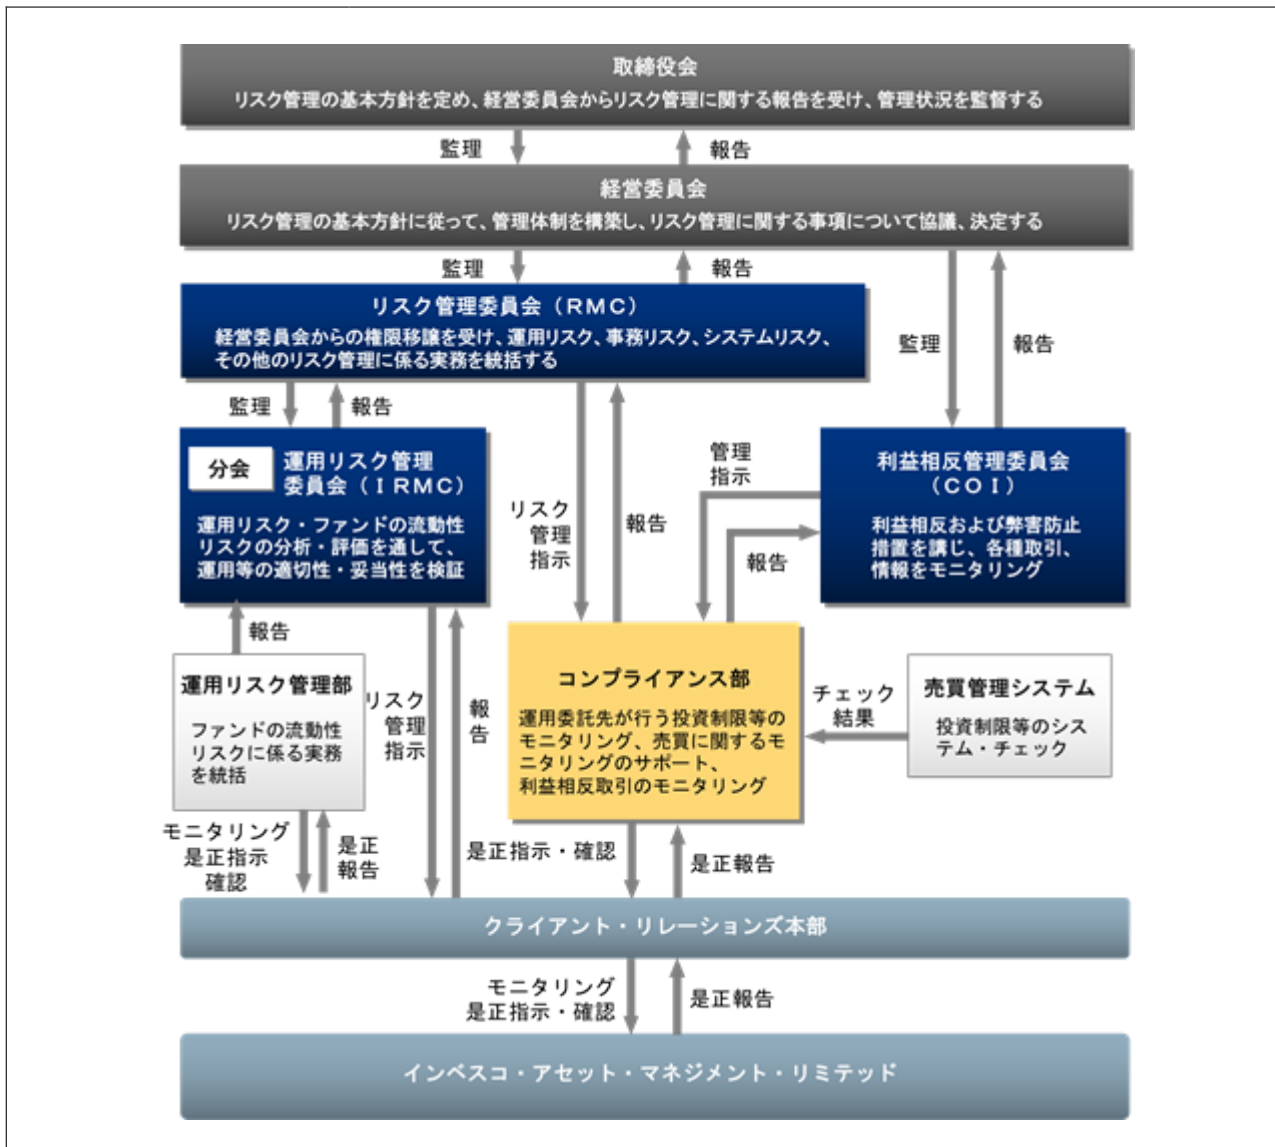 取締役会
リスク管理の基本方針を定め、経営委員会からリスク管理に関する報告を受け、管理状況を監督する
監理
報告
経営委員会
リスク管理の基本方針に従って、管理体制を構築し、リスク管理に関する事項について協議、決定する
監理
報告
リスク管理委員会（ＲＭＣ）
経営委員会からの権限移譲を受け、運用リスク、事務リスク、システムリスク、
その他のリスク管理に係る実務を統括する
監理
報告
監理
報告
分会
運用リスク管理
委員会（ＩＲＭＣ）
運用リスク・ファンドの流動性
リスクの分析・評価を通して、
運用等の適切性・妥当性を検証
リスク
管理
指示
報告
管理
指示
報告
利益相反管理委員会
（ＣＯＩ）
利益相反および弊害防止
措置を講じ、各種取引、
情報をモニタリング
報告
運用リスク管理部
ファンドの流動性
リスクに係る実務
を統括
リスク
管理
指示
報
告
コンプライアンス部
運用委託先が行う投資制限等の
モニタリング、売買に関するモ
ニタリングのサポート、
利益相反取引のモニタリング
チェック
結果
売買管理システム
投資制限等のシス
テム・チェック
モニタリング
是正指示
確認
是正
報告
是正指示・確認
是正報告
クライアント・リレーションズ本部
モニタリング
是正指示・確認
是正報告
インベスコ・アセット・マネジメント・リミテッド